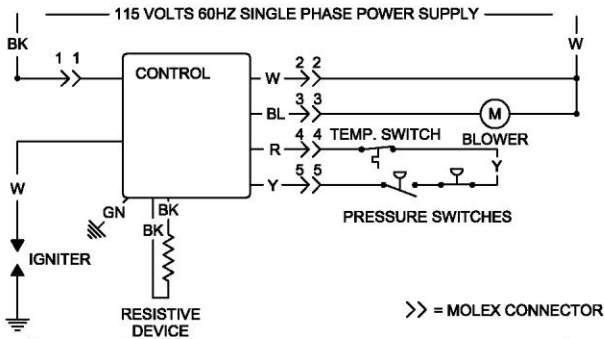 115 VOLTS 60HZ SINGLE PHASE POWER SUPPLY
BK
W
1 1
CONTROL
W 2 2
BL 3 3
M
BLOWER
R 4 4
TEMP. SWITCH
Y
Y 5 5
PRESSURE SWITCHES
W
GN
BK
BK
IGNITER
RESISTIVE
DEVICE
= MOLEX CONNECTOR